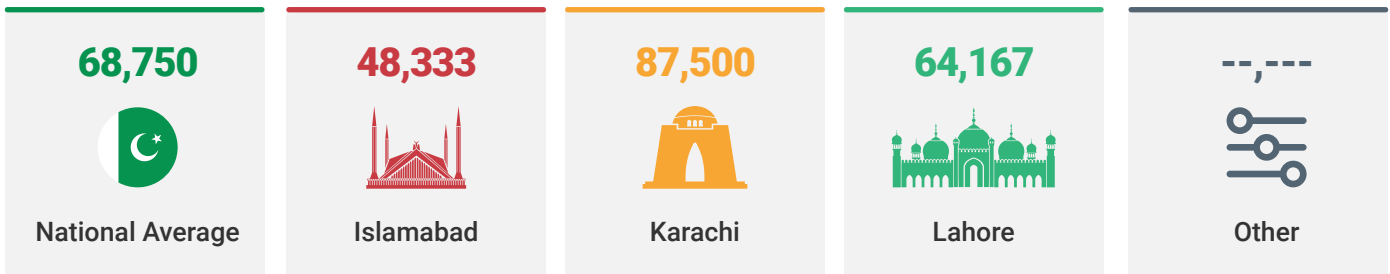 68,750
National Average
48,333
Islamabad
87,500
Karachi
64,167
Lahore
--,---
Other